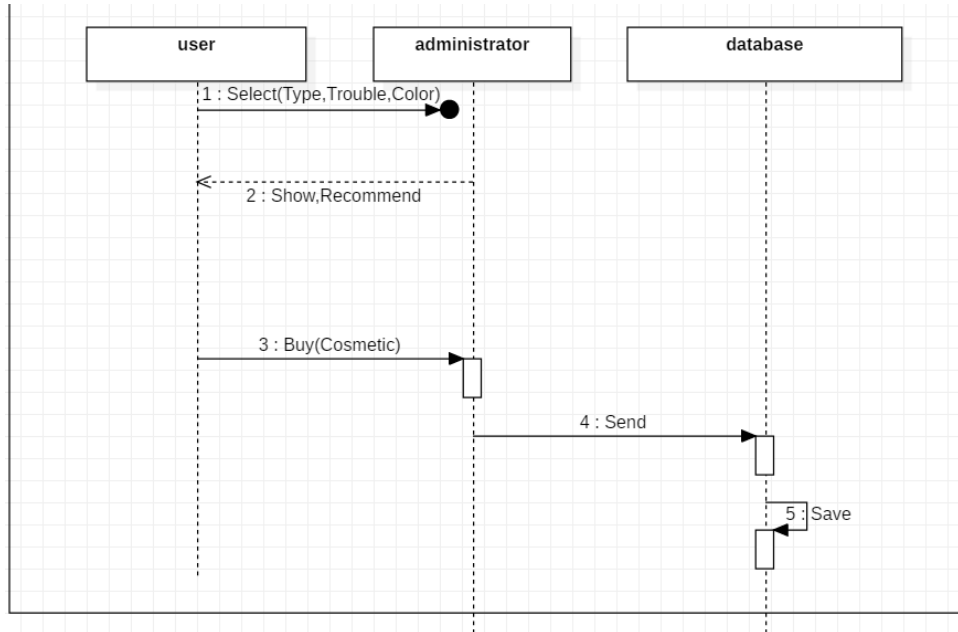 user
administrator
database
1 : Select(Type,Trouble,Color)
2 : Show,Recommend
3 : Buy(Cosmetic)
4 : Send
5 : Save